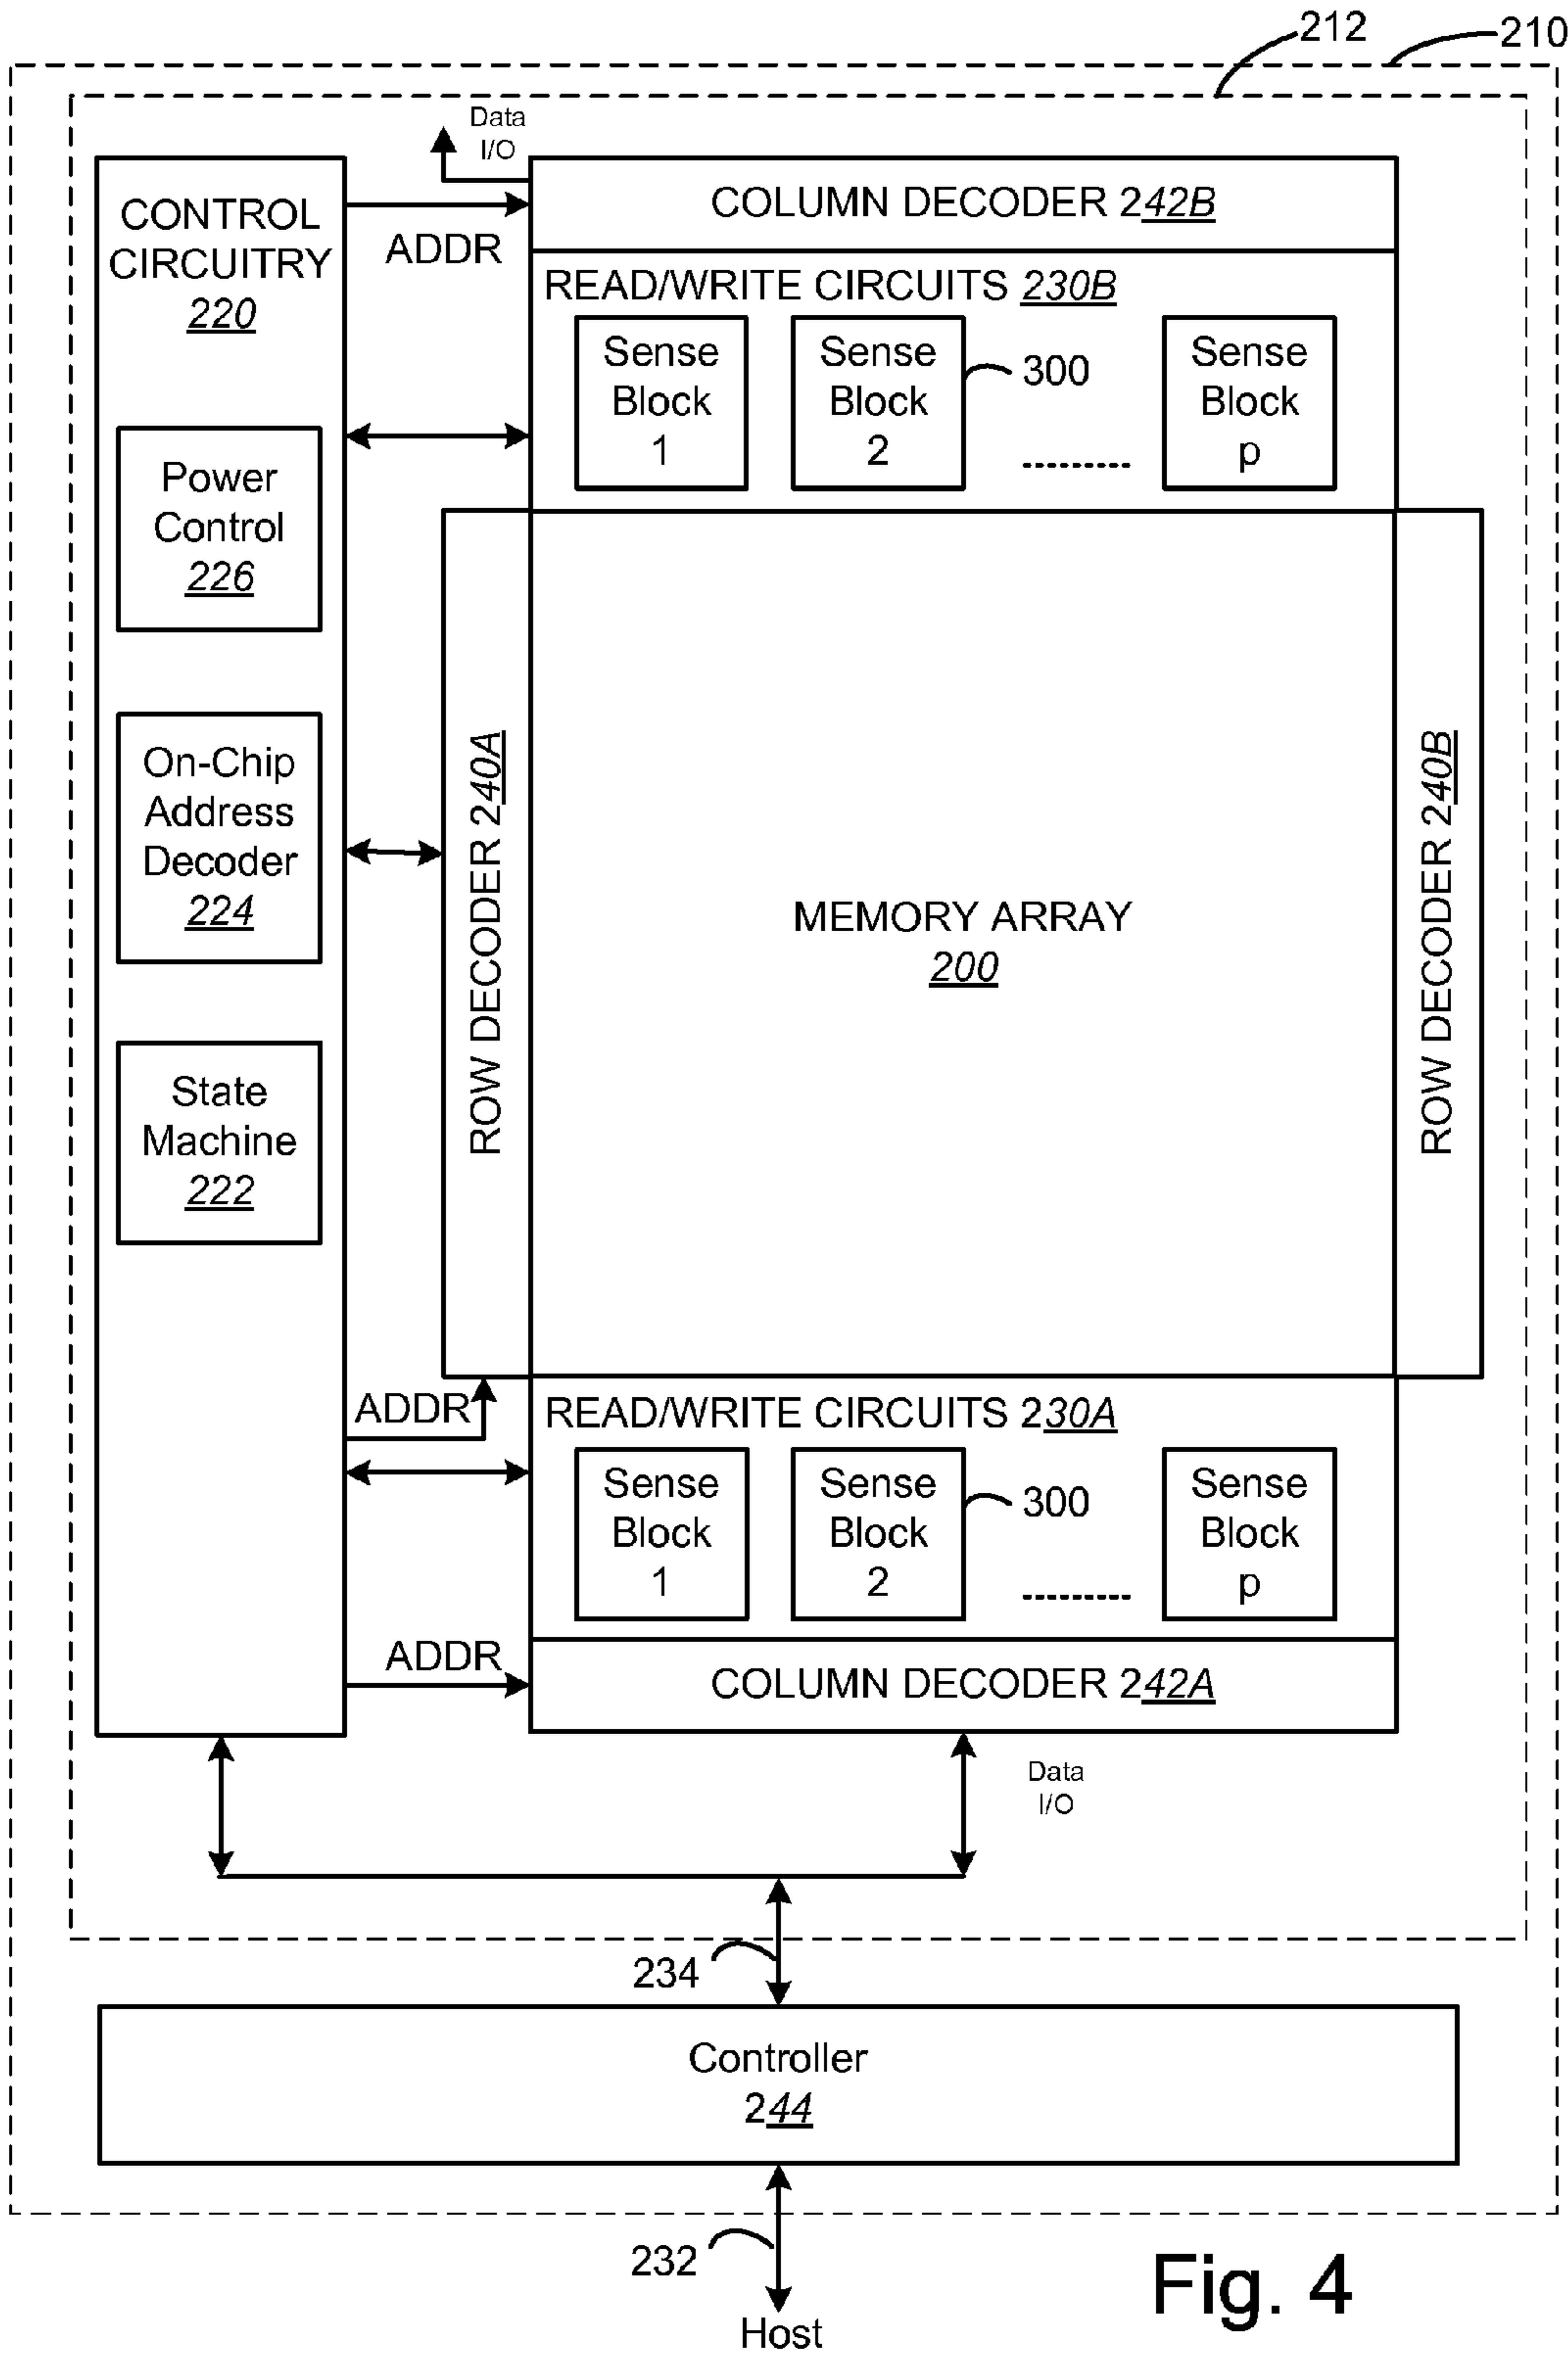 212
210
Data
I/O
CONTROL
CIRCUITRY
220
ADDR
COLUMN DECODER 242B
READ/WRITE CIRCUITS 230B
Sense
Block
1
Sense
Block
2
300
.........
Sense
Block
p
Power
Control
226
On-Chip
Address
Decoder
224
State
Machine
222
ROW DECODER 240A
MEMORY ARRAY
200
ROW DECODER 240B
ADDR
READ/WRITE CIRCUITS 230A
Sense
Block
1
Sense
Block
2
300
.........
Sense
Block
p
ADDR
COLUMN DECODER 242A
Data
I/O
234
Controller
244
232
Host
Fig. 4